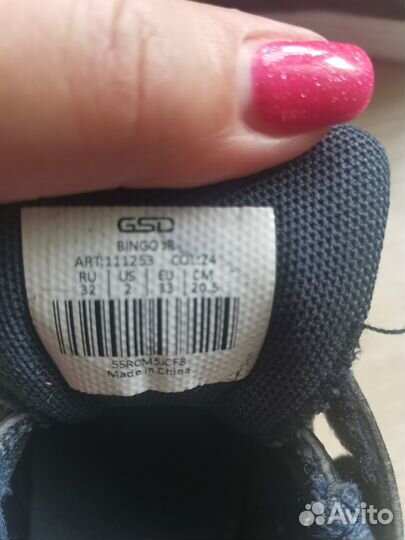 GSD
BINGO JR
ART:111253 COL:24
RU US EU CM
32 2 33 20.5
55R0M5JCF8
Made in China
Avito